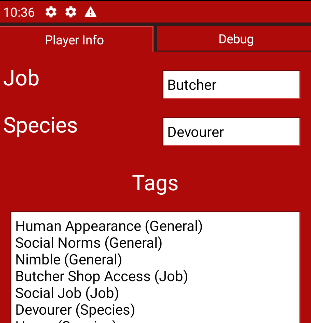 10:36
Player Info
Debug
Job
Butcher
Species
Devourer
Tags
Human Appearance (General)
Social Norms (General)
Nimble (General)
Butcher Shop Access (Job)
Social Job (Job)
Devourer (Species)